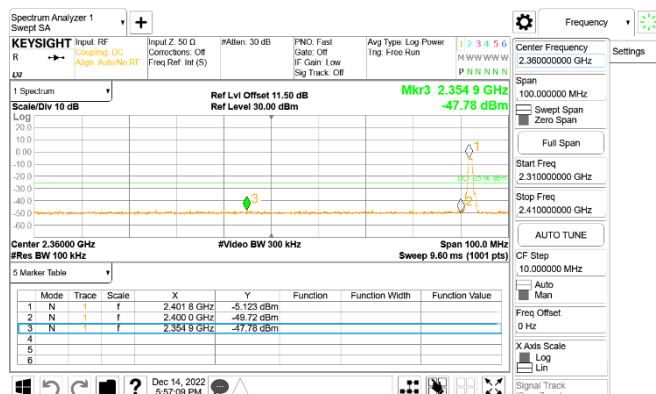 Spectrum Analyzer 1
Swept SA
Frequency
KEYSIGHT
Input: RF
Coupling: DC
Align: Auto/No RF
Input Z: 50 Ω
Corrections: Off
Freq Ref: Int (S)
#Atten: 30 dB
PNO: Fast
Gate: Off
IF Gain: Low
Sig Track: Off
Avg Type: Log-Power
Trig: Free Run
1 2 3 4 5 6
M W W W W W
P N N N N N
R
LXI
1 Spectrum
Scale/Div 10 dB
Ref Lvl Offset 11.50 dB
Ref Level 30.00 dBm
Mkr3 2.354 9 GHz
-47.78 dBm
Log
20.0
10.0
0.00
-10.0
-20.0
-30.0
-40.0
-50.0
-60.0
1
2
3
Center 2.36000 GHz
#Res BW 100 kHz
#Video BW 300 kHz
Span 100.0 MHz
Sweep 9.60 ms (1001 pts)
5 Marker Table
Mode Trace Scale X Y Function Function Width Function Value
1 N 1 f 2.401 8 GHz -5.123 dBm
2 N 1 f 2.400 0 GHz -49.72 dBm
3 N 1 f 2.354 9 GHz -47.78 dBm
4
5
6
Dec 14, 2022
5:57:09 PM
Center Frequency
2.360000000 GHz
Settings
Span
100.000000 MHz
Swept Span
Zero Span
Full Span
Start Freq
2.310000000 GHz
Stop Freq
2.410000000 GHz
AUTO TUNE
CF Step
10.000000 MHz
Auto
Man
Freq Offset
0 Hz
X Axis Scale
Log
Lin
Signal Track